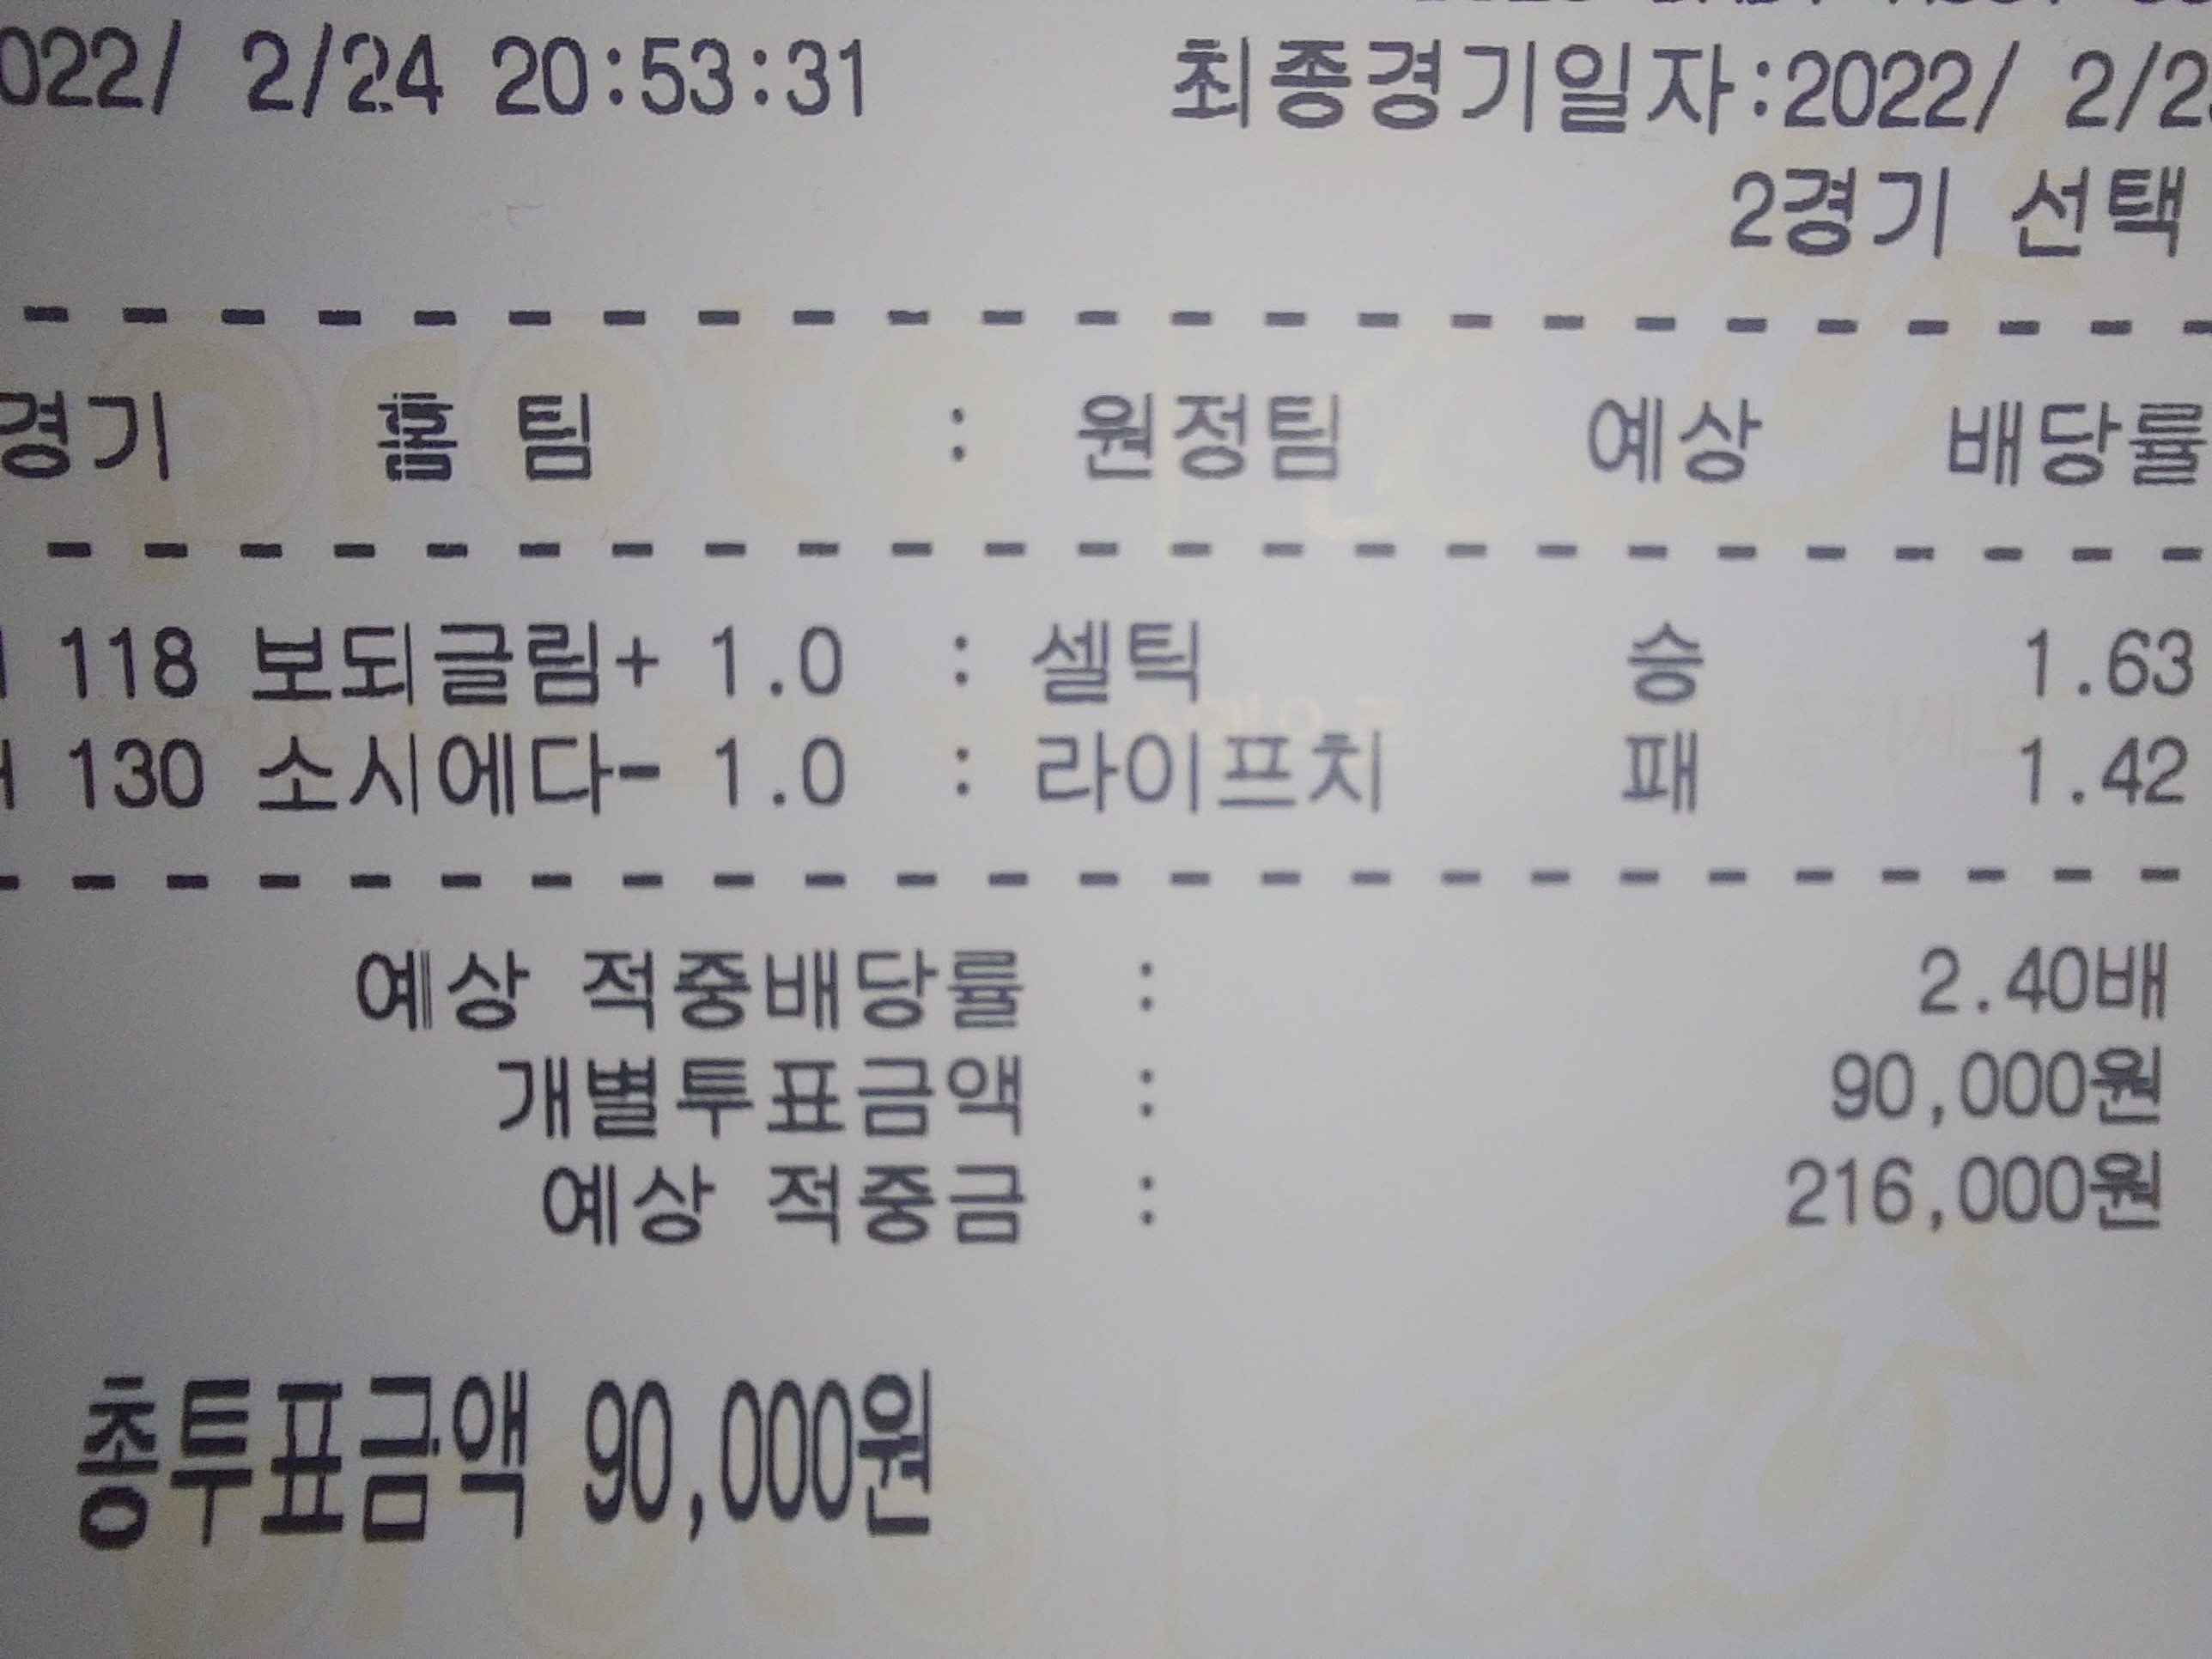 022/ 2/24 20:53:31 최종경기일자:2022/ 2/2
2경기 선택
경기 홈 팀 : 원정팀 예상 배당률
118 보되글림+ 1.0 : 셀틱 승 1.63
130 소시에다- 1.0 : 라이프치 패 1.42
예상 적중배당률 : 2.40배
개별투표금액 : 90,000원
예상 적중금 : 216,000원
총투표금액 90,000원